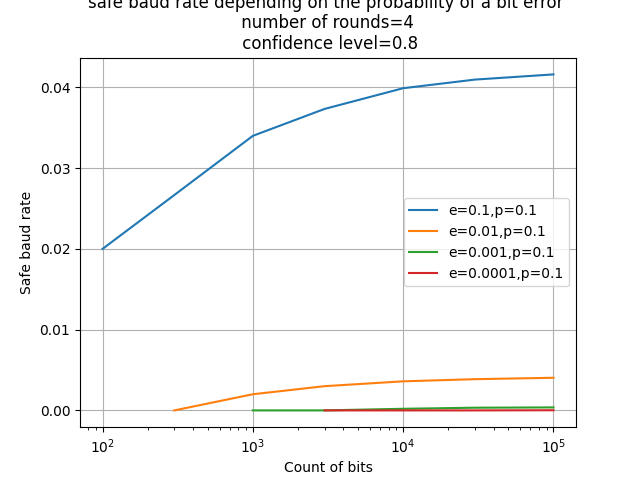 safe baud rate depending on the probability of a bit error
number of rounds=4
confidence level=0.8
Safe baud rate
0.04
0.03
0.02
0.01
0.00
e=0.1,p=0.1
e=0.01,p=0.1
e=0.001,p=0.1
e=0.0001,p=0.1
10²
10³
10⁴
10⁵
Count of bits